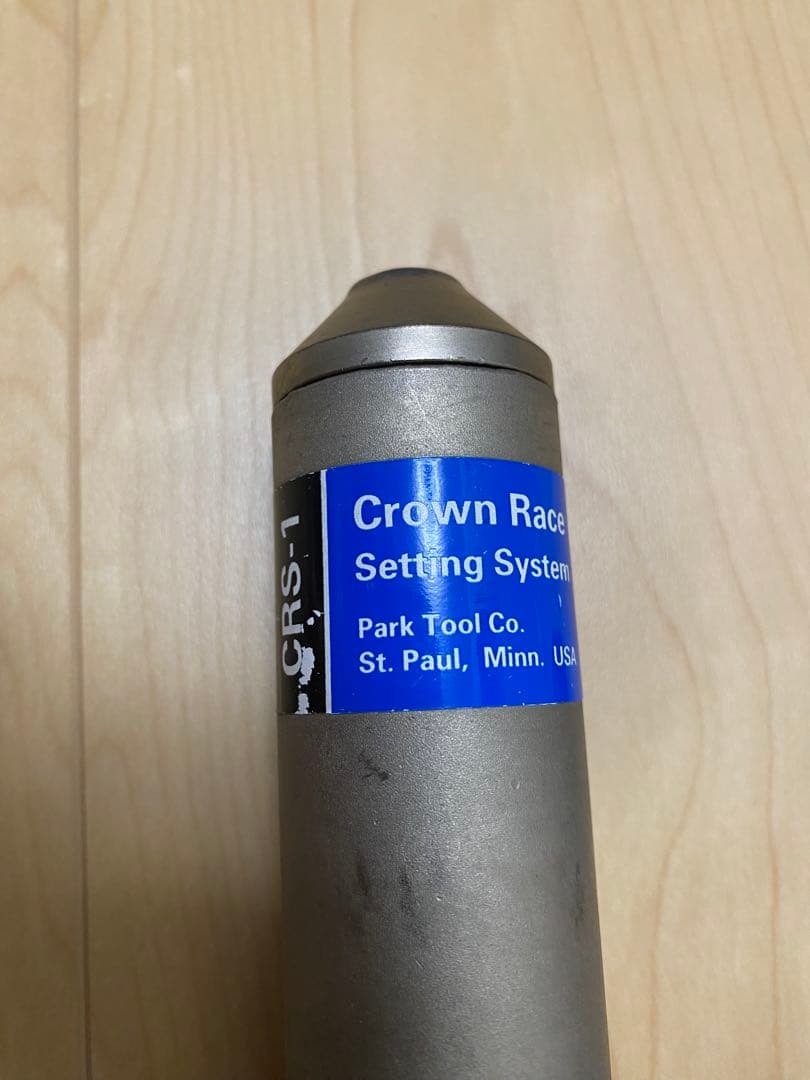 CRS-1
Crown Race
Setting System
Park Tool Co.
St. Paul, Minn. USA